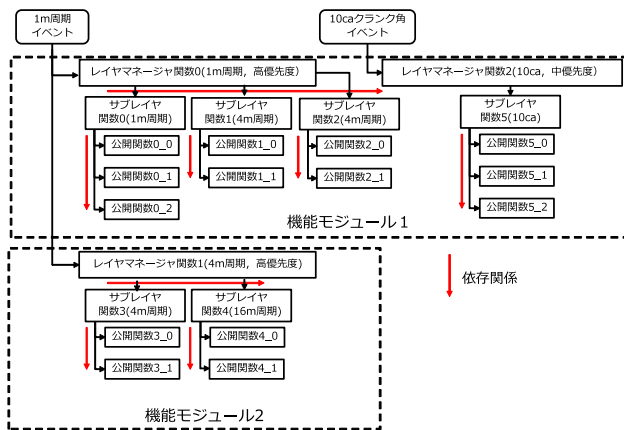 1m周期
イベント
10caクランク角
イベント
レイヤマネージャ関数0(1m周期，高優先度)
レイヤマネージャ関数2(10ca，中優先度)
サブレイヤ
関数0(1m周期)
サブレイヤ
関数1(4m周期)
サブレイヤ
関数2(4m周期)
サブレイヤ
関数5(10ca)
公開関数0_0
公開関数0_1
公開関数0_2
公開関数1_0
公開関数1_1
公開関数2_0
公開関数2_1
公開関数5_0
公開関数5_1
公開関数5_2
機能モジュール１
レイヤマネージャ関数1(4m周期，高優先度)
サブレイヤ
関数3(4m周期)
サブレイヤ
関数4(16m周期)
公開関数3_0
公開関数3_1
公開関数4_0
公開関数4_1
機能モジュール2
依存関係